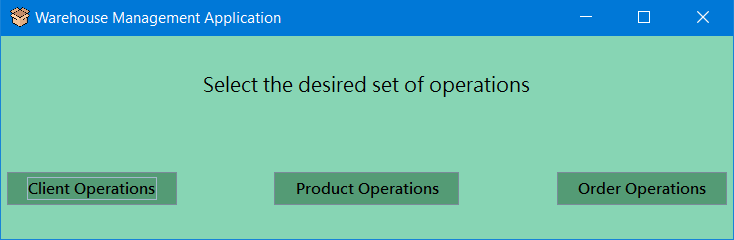 Warehouse Management Application
Select the desired set of operations
Client Operations
Product Operations
Order Operations